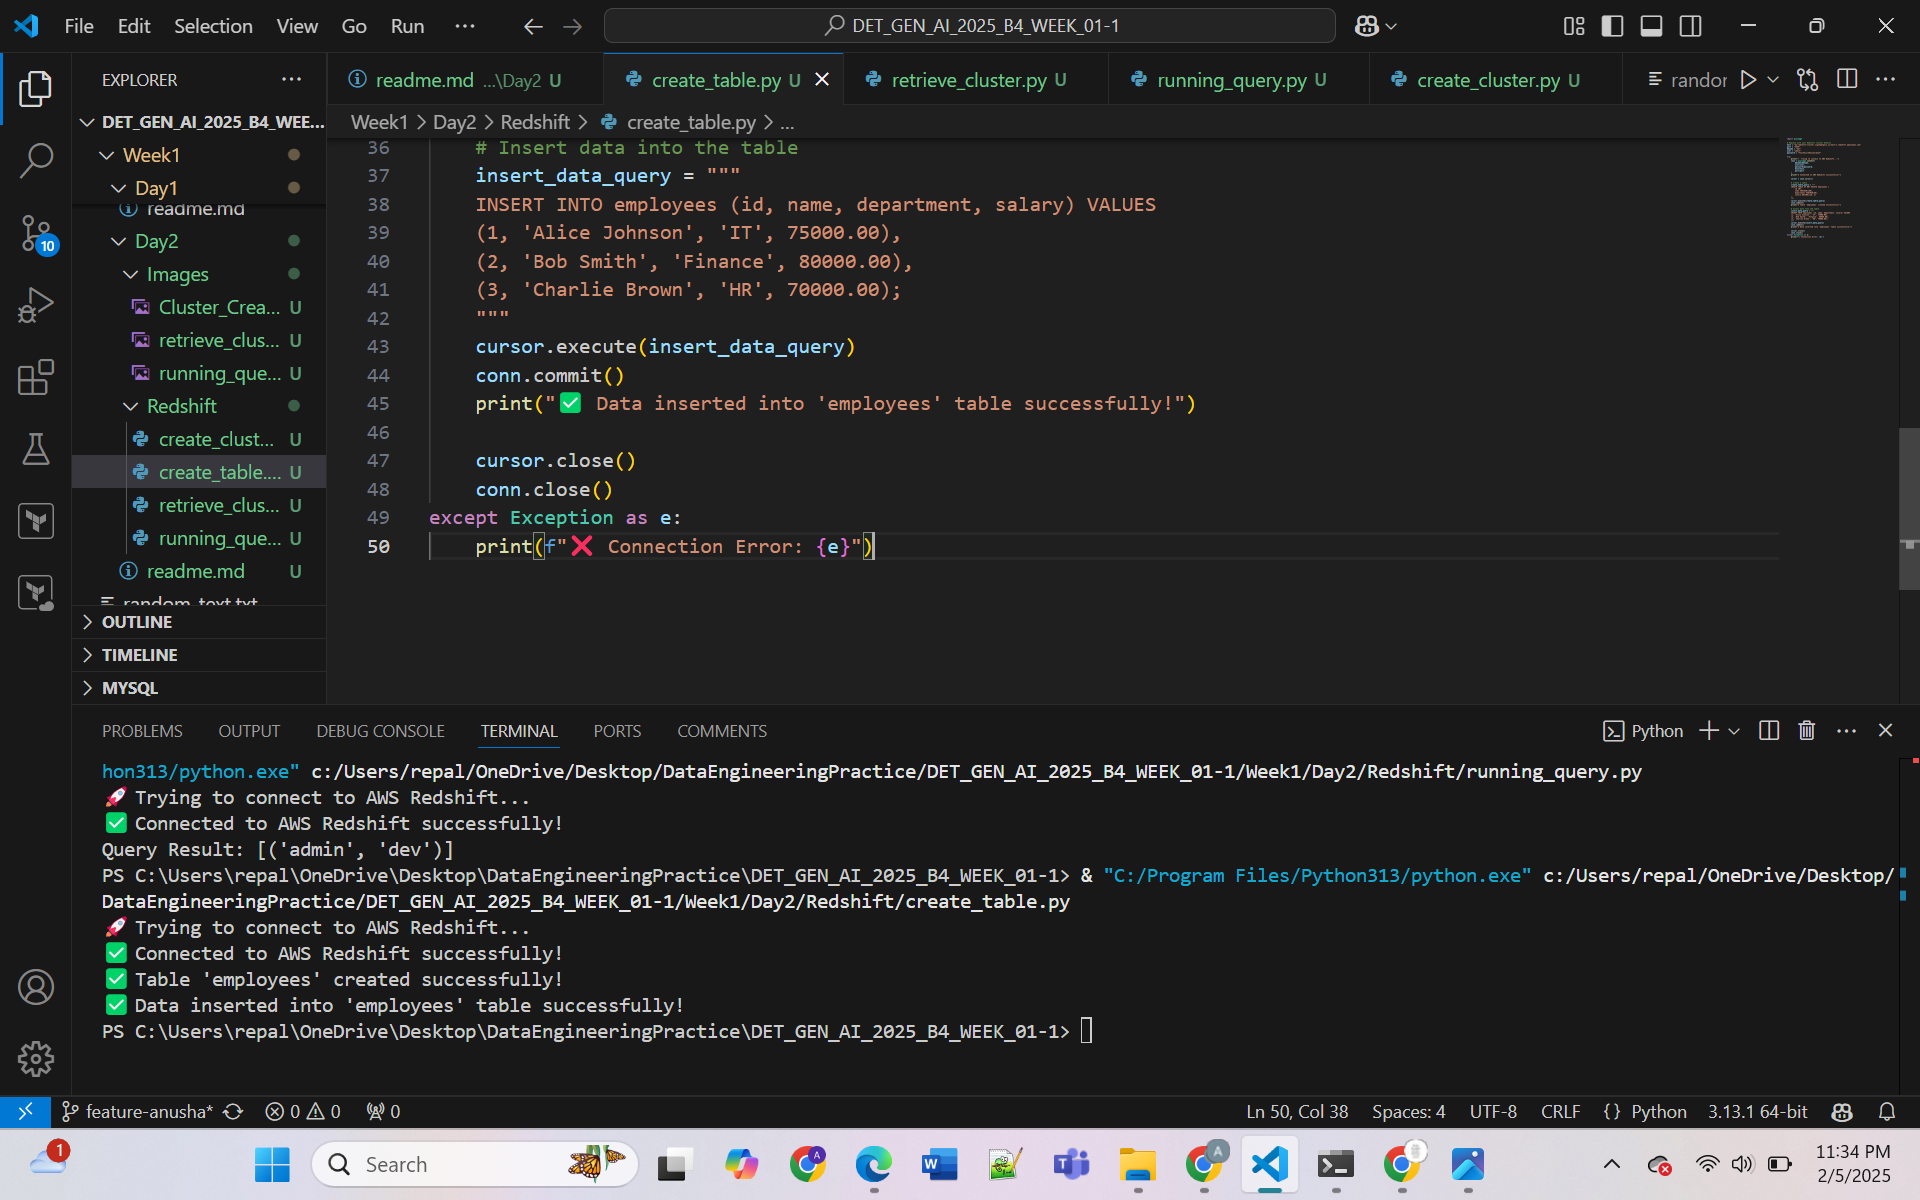 File Edit Selection View Go Run ... DET_GEN_AI_2025_B4_WEEK_01-1
EXPLORER ...
DET_GEN_AI_2025_B4_WEE...
Week1
Day1
readme.md
Day2
Images
Cluster_Crea... U
retrieve_clus... U
running_que... U
Redshift
create_clust... U
create_table.... U
retrieve_clus... U
running_que... U
readme.md U
random_text.txt
OUTLINE
TIMELINE
MYSQL
10
readme.md ...\Day2 U create_table.py U retrieve_cluster.py U running_query.py U create_cluster.py U randor
Week1 > Day2 > Redshift > create_table.py > ...
36 # Insert data into the table
37 insert_data_query = """
38 INSERT INTO employees (id, name, department, salary) VALUES
39 (1, 'Alice Johnson', 'IT', 75000.00),
40 (2, 'Bob Smith', 'Finance', 80000.00),
41 (3, 'Charlie Brown', 'HR', 70000.00);
42 """
43 cursor.execute(insert_data_query)
44 conn.commit()
45 print("✅ Data inserted into 'employees' table successfully!")
46
47 cursor.close()
48 conn.close()
49 except Exception as e:
50 print(f"❌ Connection Error: {e}")
PROBLEMS OUTPUT DEBUG CONSOLE TERMINAL PORTS COMMENTS Python
hon313/python.exe" c:/Users/repal/OneDrive/Desktop/DataEngineeringPractice/DET_GEN_AI_2025_B4_WEEK_01-1/Week1/Day2/Redshift/running_query.py
🚀 Trying to connect to AWS Redshift...
✅ Connected to AWS Redshift successfully!
Query Result: [('admin', 'dev')]
PS C:\Users\repal\OneDrive\Desktop\DataEngineeringPractice\DET_GEN_AI_2025_B4_WEEK_01-1> & "C:/Program Files/Python313/python.exe" c:/Users/repal/OneDrive/Desktop/
DataEngineeringPractice/DET_GEN_AI_2025_B4_WEEK_01-1/Week1/Day2/Redshift/create_table.py
🚀 Trying to connect to AWS Redshift...
✅ Connected to AWS Redshift successfully!
✅ Table 'employees' created successfully!
✅ Data inserted into 'employees' table successfully!
PS C:\Users\repal\OneDrive\Desktop\DataEngineeringPractice\DET_GEN_AI_2025_B4_WEEK_01-1>
feature-anusha* 0 0 0 Ln 50, Col 38 Spaces: 4 UTF-8 CRLF {} Python 3.13.1 64-bit
1 Search 11:34 PM
2/5/2025